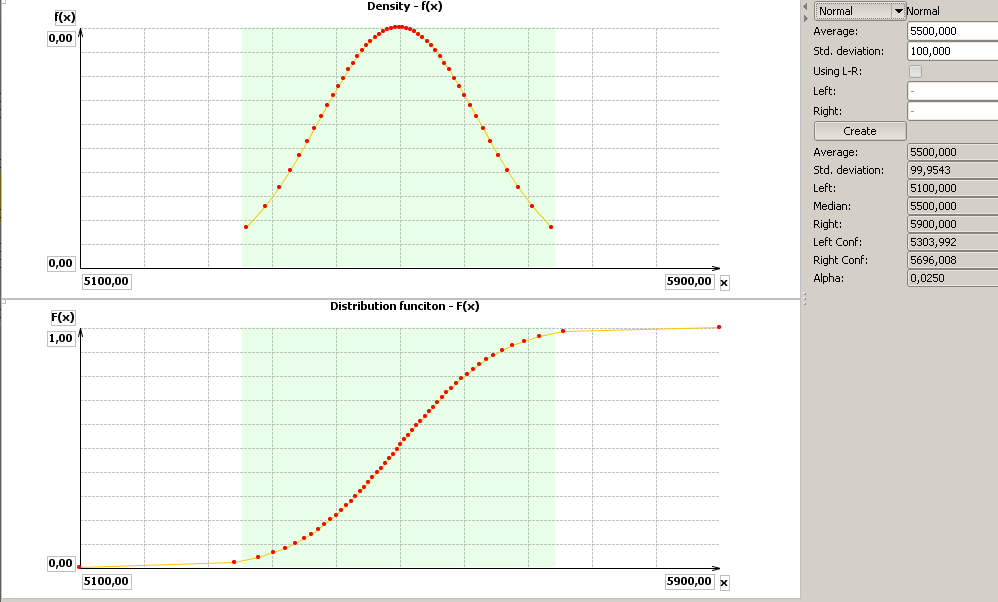 Density - f(x)
f(x)
0,00
0,00
5100,00
5900,00
x
Distribution funciton - F(x)
F(x)
1,00
0,00
5100,00
5900,00
x
Normal
Normal
Average:
5500,000
Std. deviation:
100,000
Using L-R:
Left:
-
Right:
-
Create
Average:
5500,000
Std. deviation:
99,9543
Left:
5100,000
Median:
5500,000
Right:
5900,000
Left Conf:
5303,992
Right Conf:
5696,008
Alpha:
0,0250